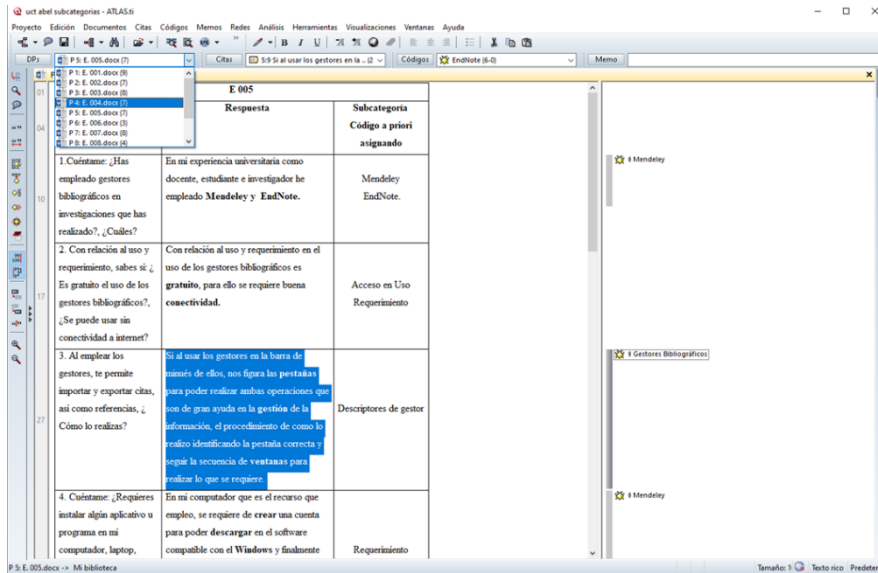 uct abel subcategorias - ATLAS.ti
Proyecto Edición Documentos Citas Códigos Memos Redes Análisis Herramientas Visualizaciones Ventanas Ayuda
B I U
DPs P 5: E. 005.docx (7) Citas 5:9 Si al usar los gestores en la .. (2 Códigos EndNote {6-0} Memo
P 1: E. 001.docx (9)
P 2: E. 002.docx (7)
P 3: E. 003.docx (8)
P 4: E. 004.docx (7)
P 5: E. 005.docx (7)
P 6: E. 006.docx (3)
P 7: E. 007.docx (8)
P 8: E. 008.docx (4)
01
04
10
17
27
E 005
Respuesta
Subcategoría
Código a priori
asignando
1.Cuéntame: ¿Has
empleado gestores
bibliográficos en
investigaciones que has
realizado?, ¿Cuáles?
En mi experiencia universitaria como
docente, estudiante e investigador he
empleado Mendeley y EndNote.
Mendeley
EndNote.
2. Con relación al uso y
requerimiento, sabes si: ¿
Es gratuito el uso de los
gestores bibliográficos?,
¿Se puede usar sin
conectividad a internet?
Con relación al uso y requerimiento en el
uso de los gestores bibliográficos es
gratuito, para ello se requiere buena
conectividad.
Acceso en Uso
Requerimiento
3. Al emplear los
gestores, te permite
importar y exportar citas,
así como referencias, ¿
Cómo lo realizas?
Si al usar los gestores en la barra de
minués de ellos, nos figura las pestañas
para poder realizar ambas operaciones que
son de gran ayuda en la gestión de la
información, el procedimiento de como lo
realizo identificando la pestaña correcta y
seguir la secuencia de ventanas para
realizar lo que se requiere.
Descriptores de gestor
4. Cuéntame: ¿Requieres
instalar algún aplicativo u
programa en mi
computador, laptop,
En mi computador que es el recurso que
empleo, se requiere de crear una cuenta
para poder descargar en el software
compatible con el Windows y finalmente
Requerimiento
Mendeley
Gestores Bibliográficos
Mendeley
P 5: E. 005.docx -> Mi biblioteca
Tamaño: 1 Texto rico Predeter